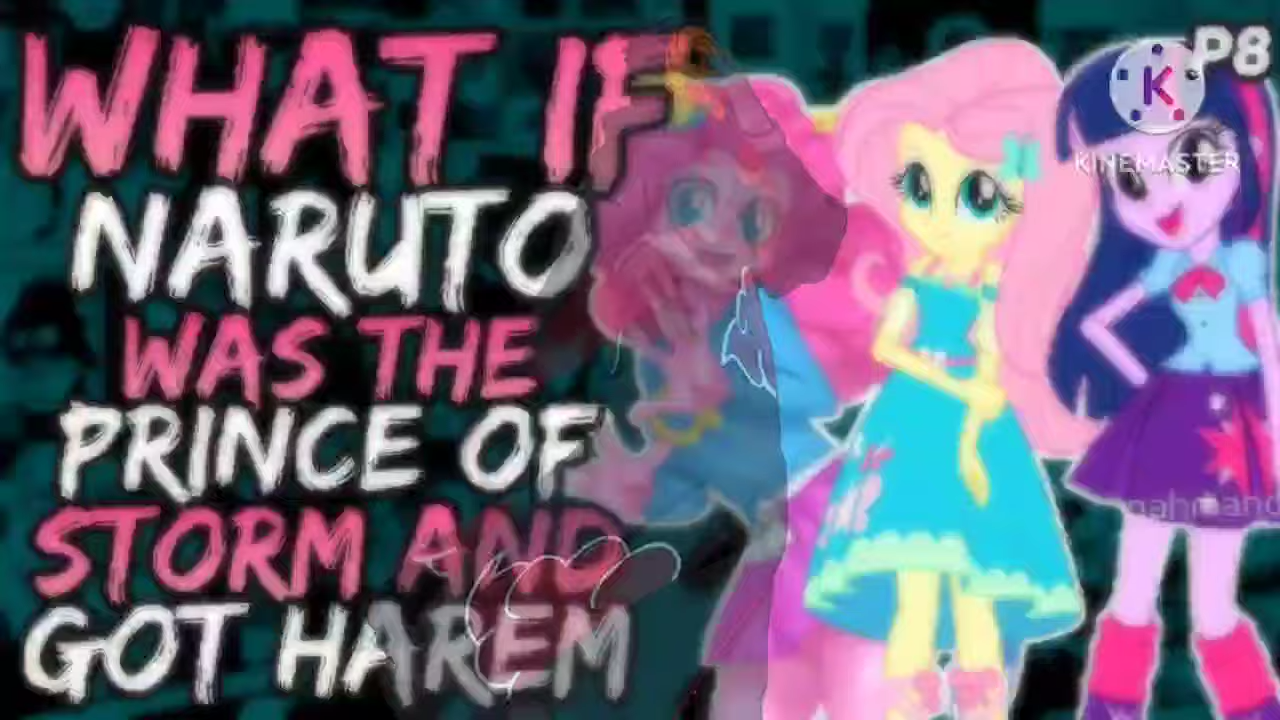 WHAT IF
NARUTO
WAS THE
PRINCE OF
STORM AND
GOT HAREM
P8
K
KINEMASTER